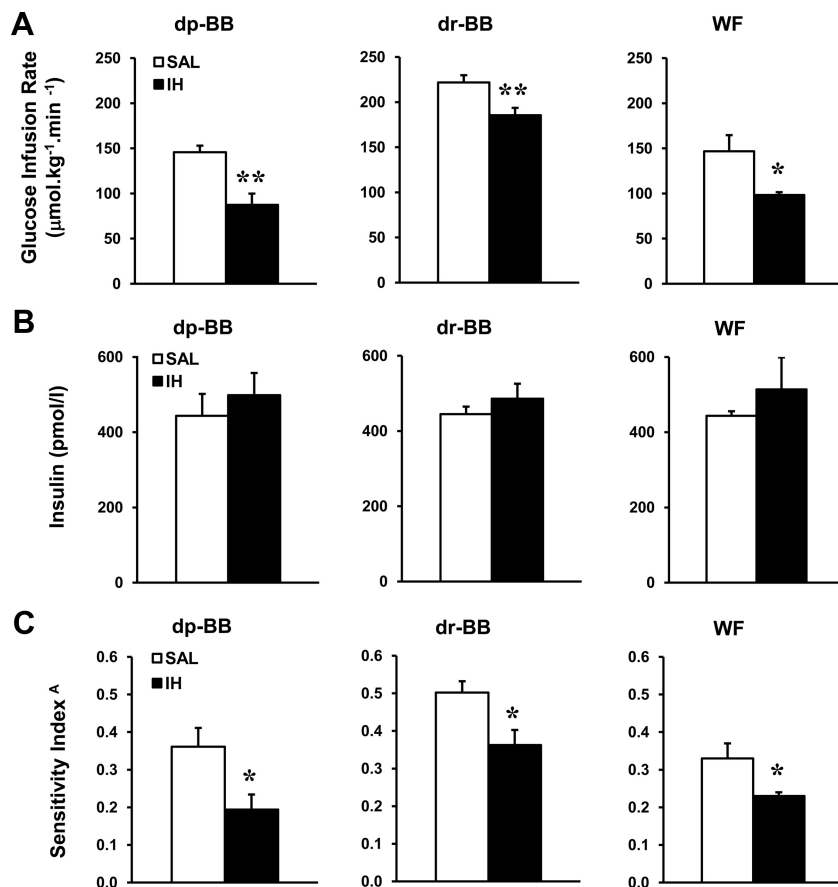 A
dp-BB
dr-BB
WF
Glucose Infusion Rate
(μmol.kg-1.min -1)
250
200
150
100
50
0
SAL
IH
**
250
200
150
100
50
0
**
250
200
150
100
50
0
*
B
dp-BB
dr-BB
WF
Insulin (pmol/l)
600
400
200
0
SAL
IH
600
400
200
0
600
400
200
0
C
dp-BB
dr-BB
WF
Sensitivity Index A
0.6
0.5
0.4
0.3
0.2
0.1
0.0
SAL
IH
*
0.6
0.5
0.4
0.3
0.2
0.1
0.0
*
0.6
0.5
0.4
0.3
0.2
0.1
0.0
*